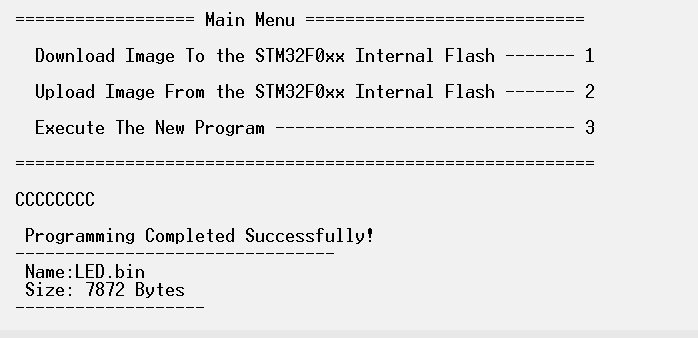 ================== Main Menu ============================
Download Image To the STM32F0xx Internal Flash ------- 1
Upload Image From the STM32F0xx Internal Flash ------- 2
Execute The New Program ------------------------------ 3
==========================================================
CCCCCCCC
Programming Completed Successfully!
--------------------------------
Name:LED.bin
Size: 7872 Bytes
-------------------